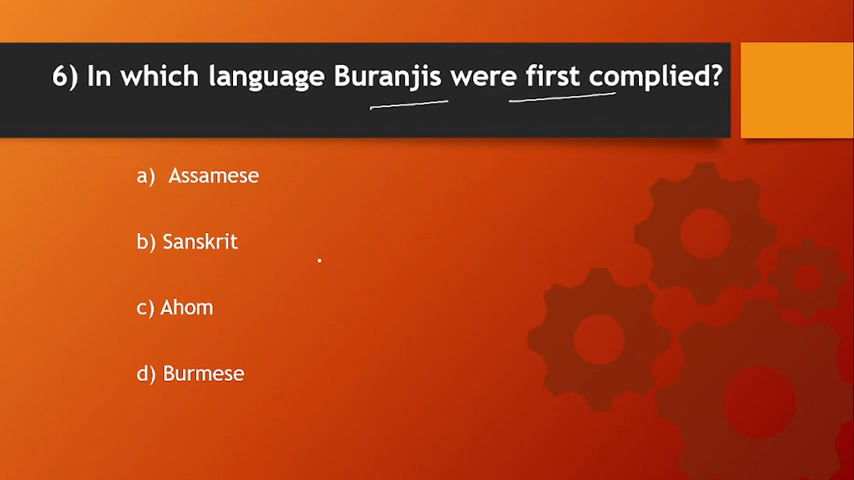 6) In which language Buranjis were first complied?
a) Assamese
b) Sanskrit
c) Ahom
d) Burmese